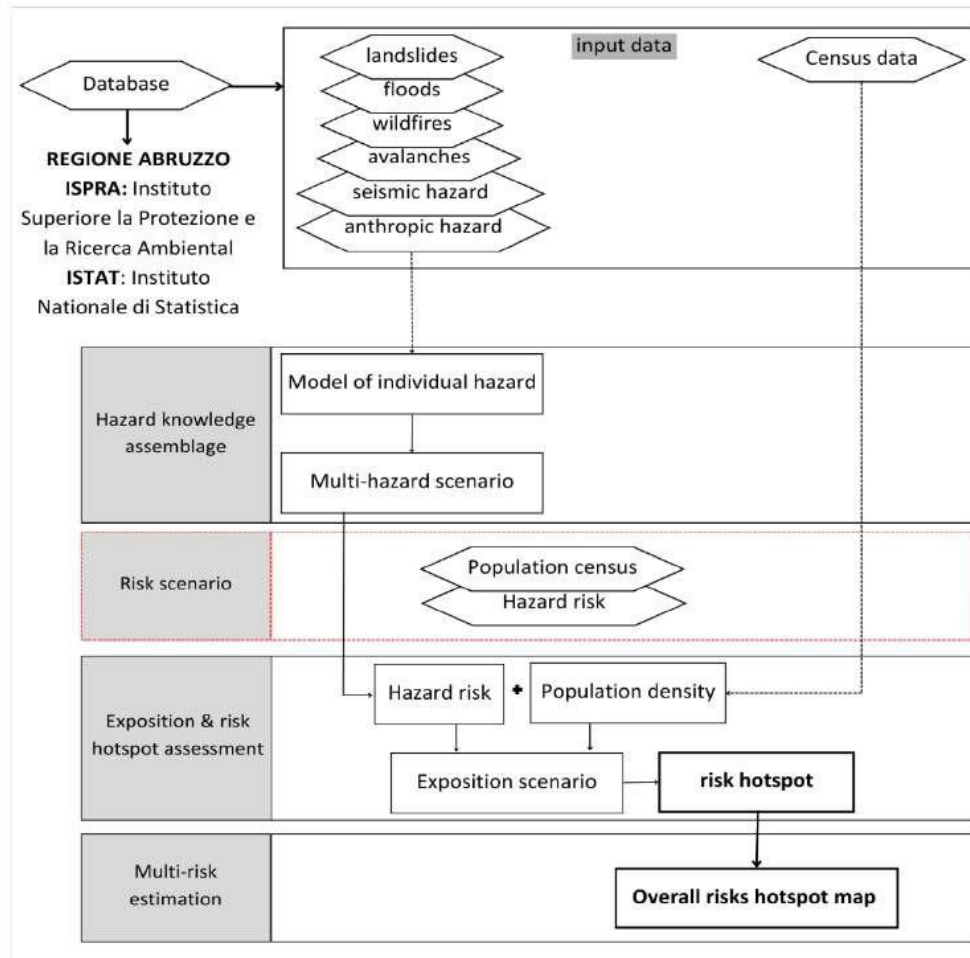 input data
landslides
floods
wildfires
avalanches
seismic hazard
anthropic hazard
Census data
Database
REGIONE ABRUZZO
ISPRA: Instituto
Superiore la Protezione e
la Ricerca Ambiental
ISTAT: Instituto
Nationale di Statistica
Hazard knowledge
assemblage
Model of individual hazard
Multi-hazard scenario
Risk scenario
Population census
Hazard risk
Exposition & risk
hotspot assessment
Hazard risk + Population density
Exposition scenario
risk hotspot
Multi-risk
estimation
Overall risks hotspot map